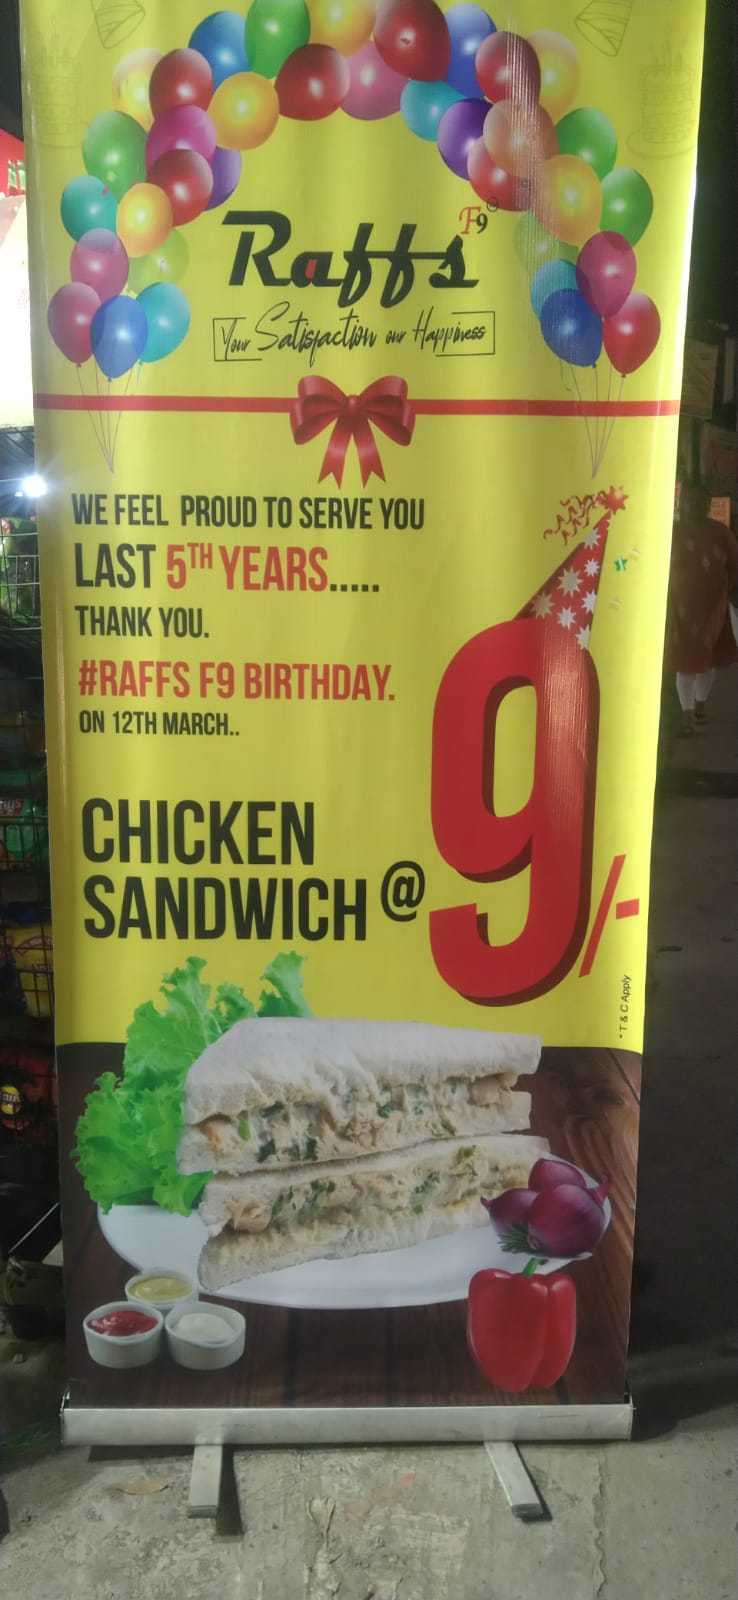 Raffs F9
Your Satisfaction our Happiness
WE FEEL PROUD TO SERVE YOU
LAST 5TH YEARS.....
THANK YOU.
#RAFFS F9 BIRTHDAY.
ON 12TH MARCH..
CHICKEN
SANDWICH @ 9/-
* T & C Apply